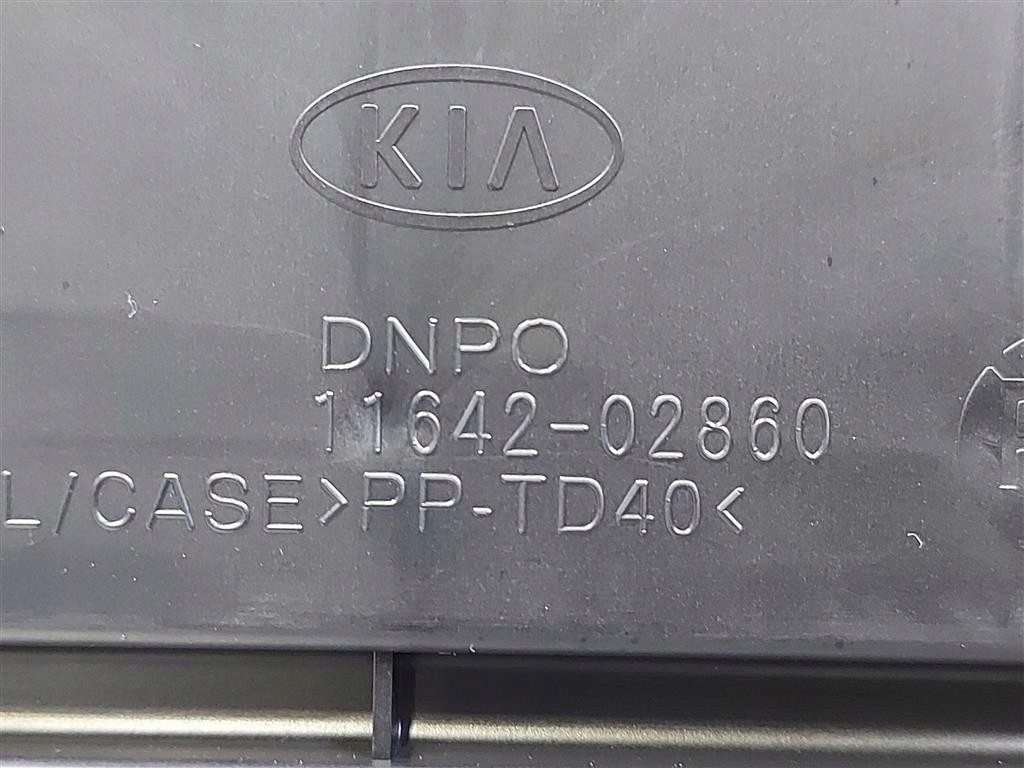 KIA
DNPO
11642-02860
L/CASE>PP-TD40<